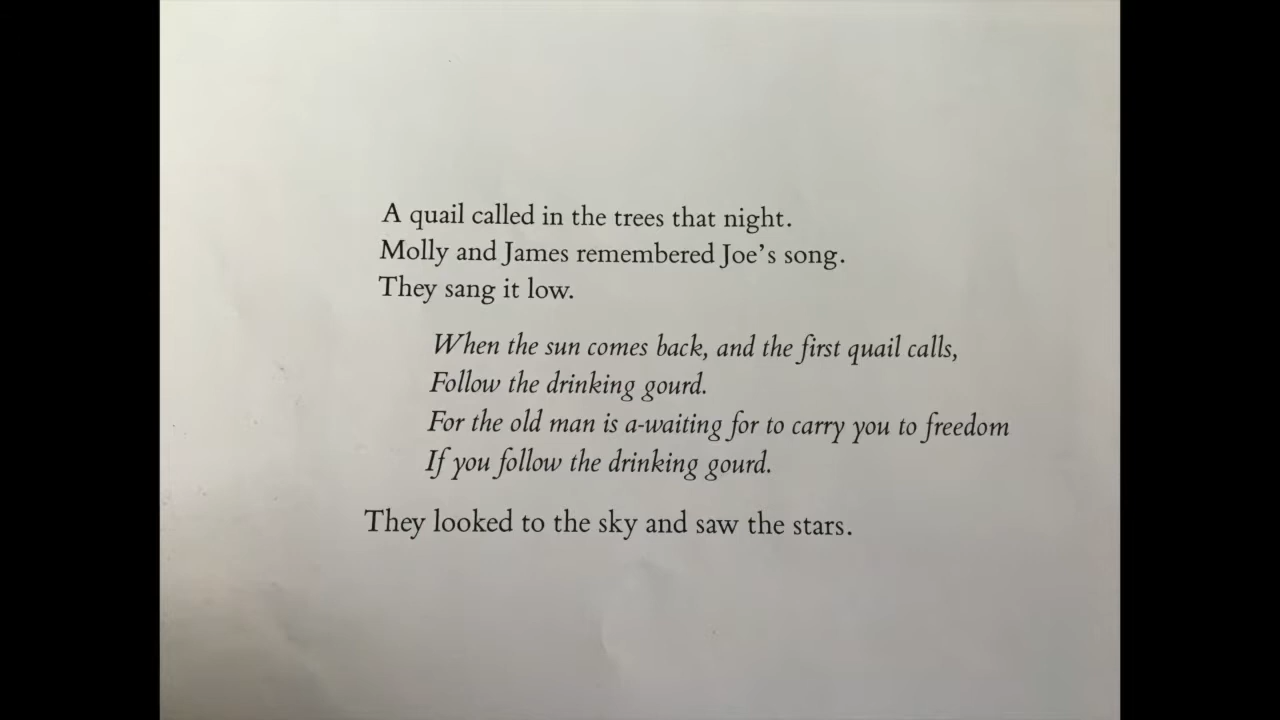 A quail called in the trees that night.
Molly and James remembered Joe's song.
They sang it low.
When the sun comes back, and the first quail calls,
Follow the drinking gourd.
For the old man is a-waiting for to carry you to freedom
If you follow the drinking gourd.
They looked to the sky and saw the stars.